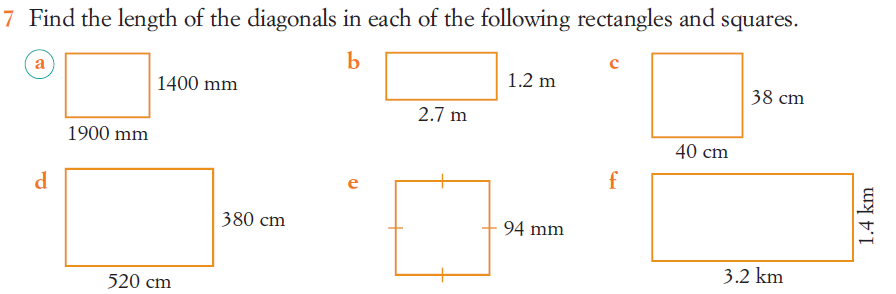 7 Find the length of the diagonals in each of the following rectangles and squares.
a
1400 mm
1900 mm
b
1.2 m
2.7 m
c
38 cm
40 cm
d
380 cm
520 cm
e
94 mm
f
1.4 km
3.2 km